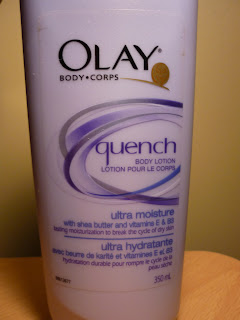 OLAY®
BODY•CORPS
quench
BODY LOTION
LOTION POUR LE CORPS
ultra moisture
with shea butter and vitamins E & B3
lasting moisturization to break the cycle of dry skin
ultra hydratante
avec beurre de karité et vitamines E et B3
hydratation durable pour rompre le cycle de la
peau sèche
350 mL